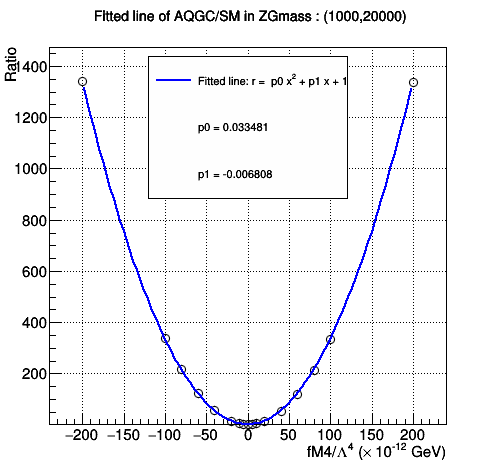 FItted line of AQGC/SM in ZGmass : (1000,20000)
Ratio
1400
1200
1000
800
600
400
200
Fitted line: r = p0 x² + p1 x + 1
p0 = 0.033481
p1 = -0.006808
−200 −150 −100 −50 0 50 100 150 200
fM4/Λ⁴ (× 10⁻¹² GeV)